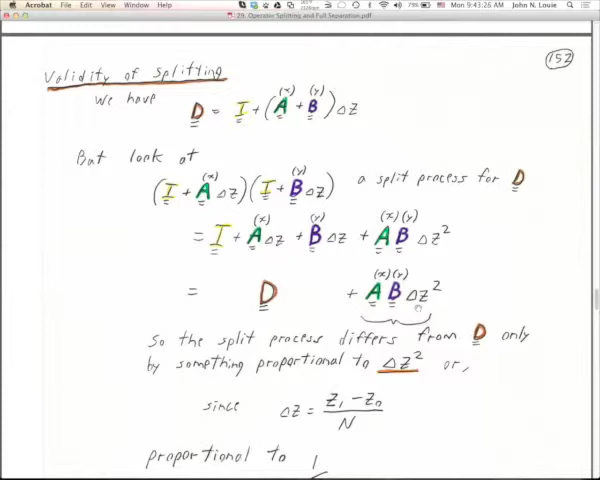 Acrobat File Edit View Window Help
75% Mon 9:43:26 AM John N. Louie
29. Operator Splitting and Full Separation.pdf
152
Validity of splitting
We have
D = I + (A^(x) + B^(y)) Δz
But look at
(I + A^(x) Δz)(I + B^(y) Δz) a split process for D
= I + A^(x) Δz + B^(y) Δz + A^(x) B^(y) Δz²
= D + A^(x) B^(y) Δz²
So the split process differs from D only
by something proportional to Δz² or,
since Δz = (z₁ - z₀)/N
proportional to 1